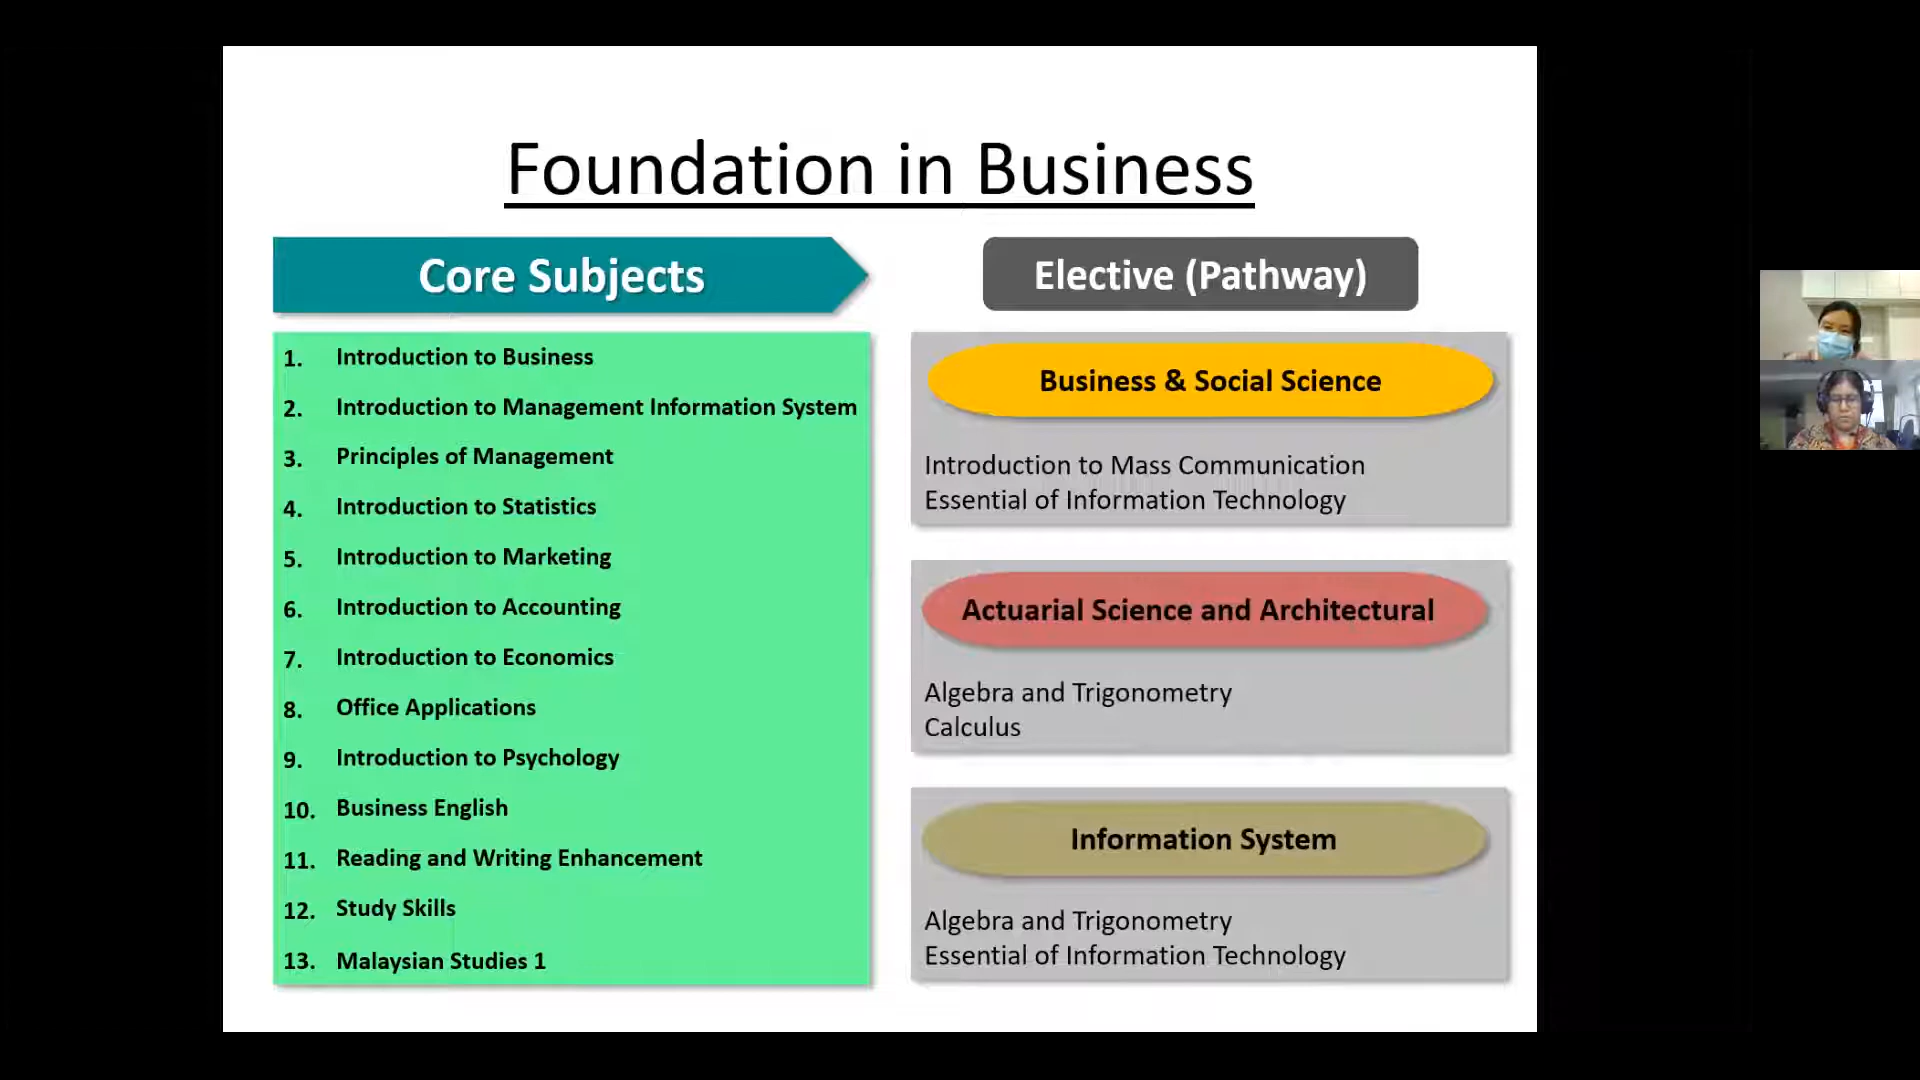 Foundation in Business
Core Subjects
1. Introduction to Business
2. Introduction to Management Information System
3. Principles of Management
4. Introduction to Statistics
5. Introduction to Marketing
6. Introduction to Accounting
7. Introduction to Economics
8. Office Applications
9. Introduction to Psychology
10. Business English
11. Reading and Writing Enhancement
12. Study Skills
13. Malaysian Studies 1
Elective (Pathway)
Business & Social Science
Introduction to Mass Communication
Essential of Information Technology
Actuarial Science and Architectural
Algebra and Trigonometry
Calculus
Information System
Algebra and Trigonometry
Essential of Information Technology